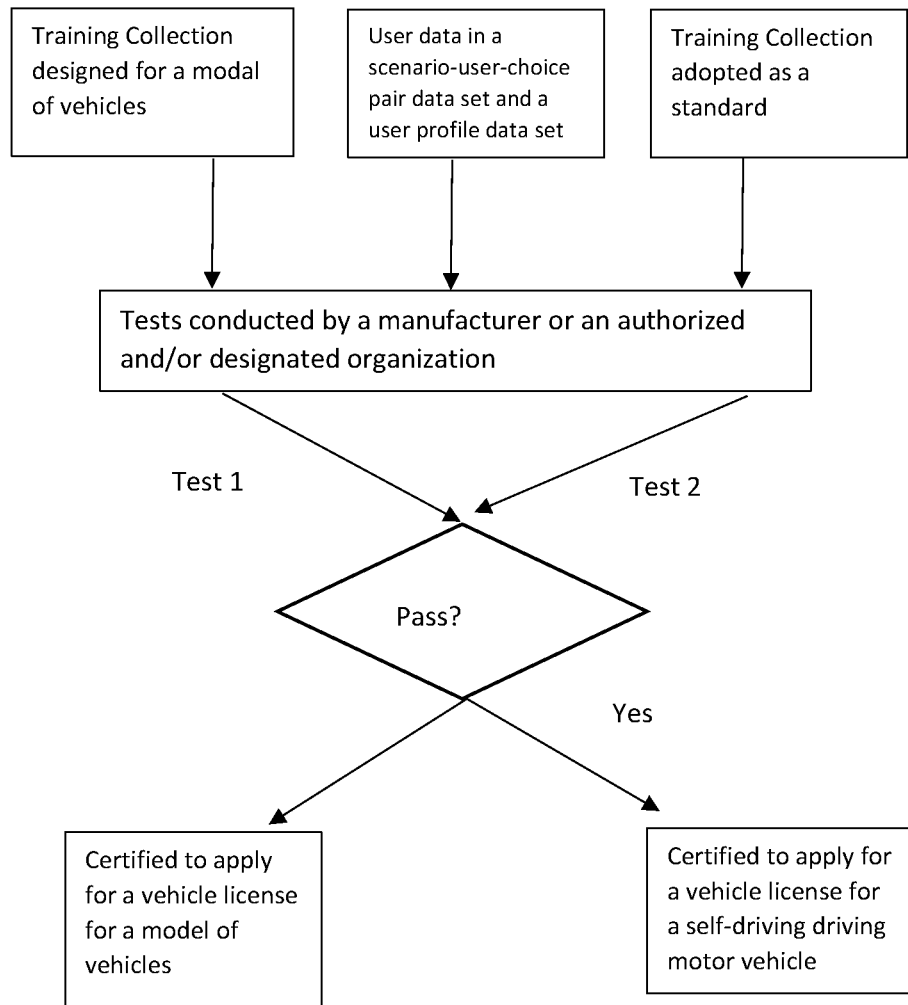 Training Collection
designed for a modal
of vehicles
User data in a
scenario-user-choice
pair data set and a
user profile data set
Training Collection
adopted as a
standard
Tests conducted by a manufacturer or an authorized
and/or designated organization
Test 1
Test 2
Pass?
Yes
Certified to apply
for a vehicle license
for a model of
vehicles
Certified to apply for
a vehicle license for
a self-driving driving
motor vehicle